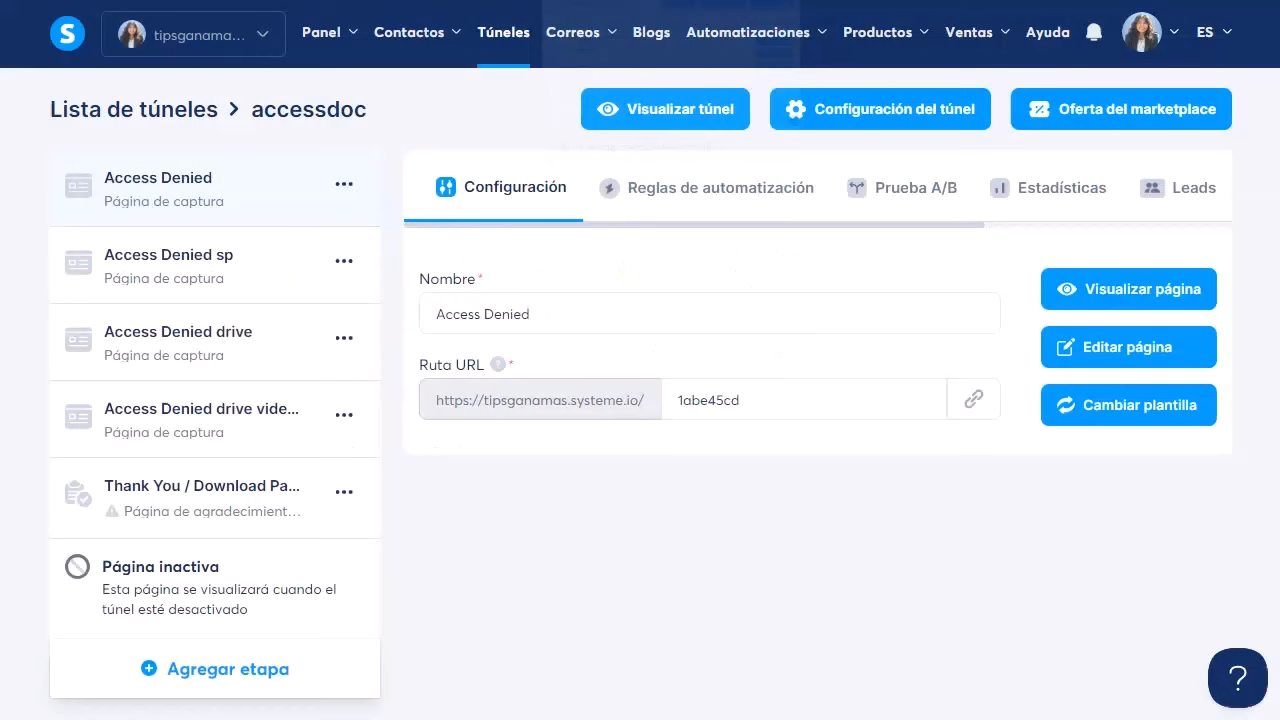 S
tipsganama...
Panel
Contactos
Túneles
Correos
Blogs
Automatizaciones
Productos
Ventas
Ayuda
ES
Lista de túneles > accessdoc
Visualizar túnel
Configuración del túnel
Oferta del marketplace
Access Denied
Página de captura
Access Denied sp
Página de captura
Access Denied drive
Página de captura
Access Denied drive vide...
Página de captura
Thank You / Download Pa...
Página de agradecimient...
Página inactiva
Esta página se visualizará cuando el
túnel esté desactivado
Agregar etapa
Configuración
Reglas de automatización
Prueba A/B
Estadísticas
Leads
Nombre*
Access Denied
Ruta URL ? *
https://tipsganamas.systeme.io/
1abe45cd
Visualizar página
Editar página
Cambiar plantilla
?